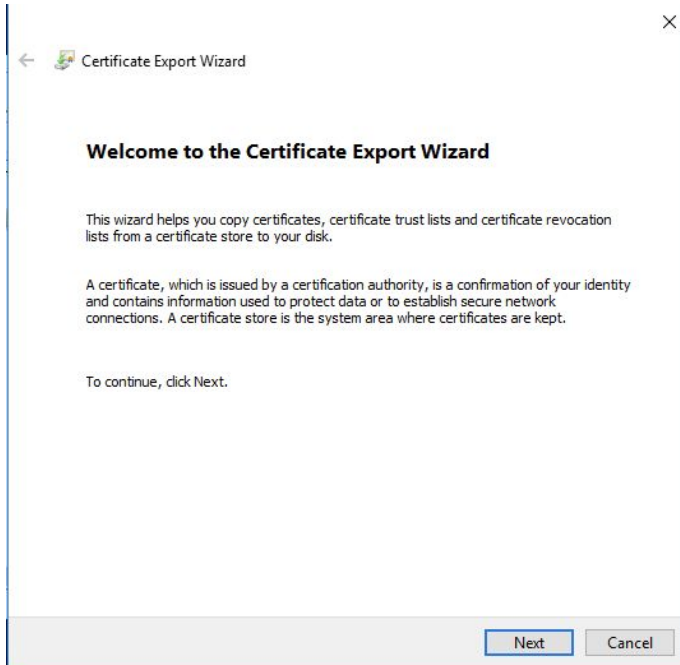 Certificate Export Wizard
Welcome to the Certificate Export Wizard
This wizard helps you copy certificates, certificate trust lists and certificate revocation
lists from a certificate store to your disk.
A certificate, which is issued by a certification authority, is a confirmation of your identity
and contains information used to protect data or to establish secure network
connections. A certificate store is the system area where certificates are kept.
To continue, click Next.
Next Cancel